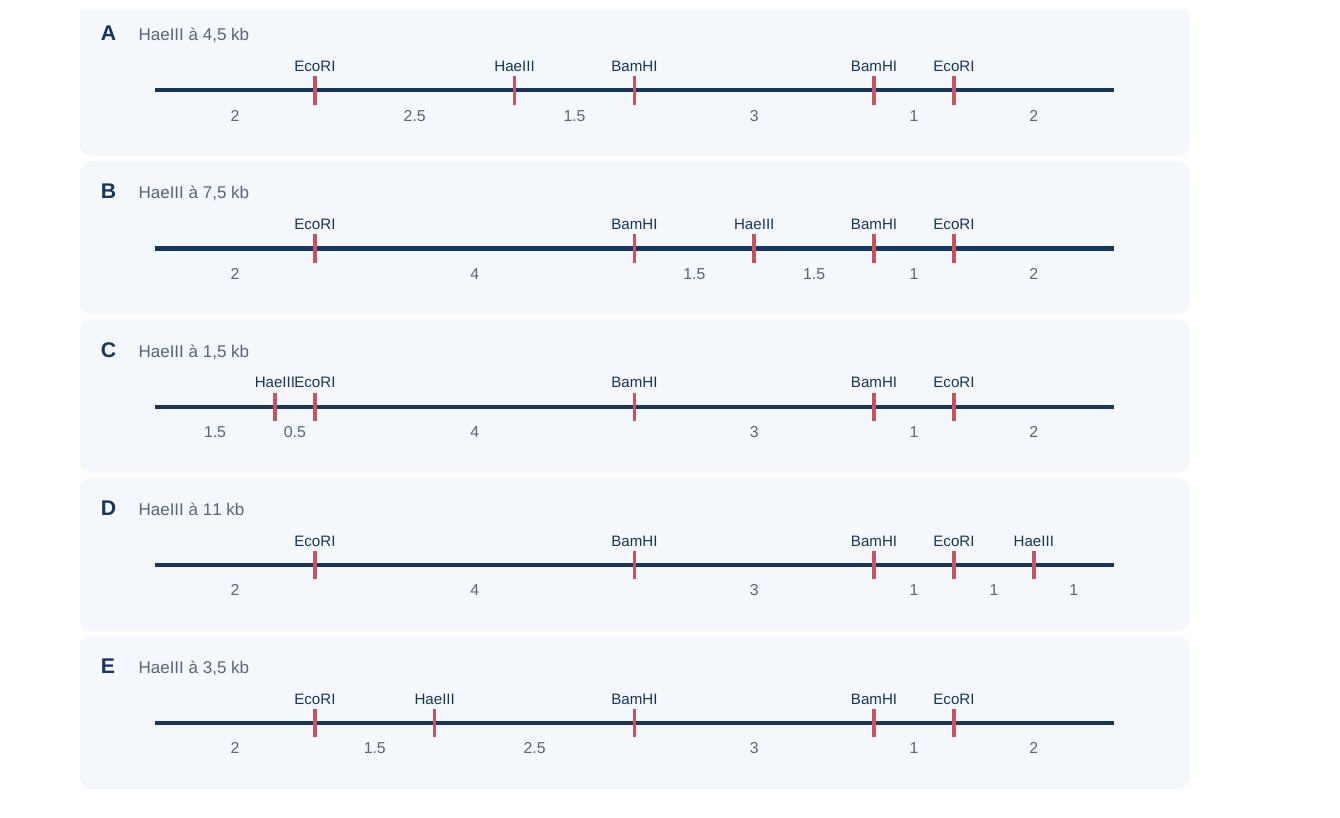 A HaeIII à 4,5 kb
EcoRI HaeIII BamHI BamHI EcoRI
2 2.5 1.5 3 1 2
B HaeIII à 7,5 kb
EcoRI BamHI HaeIII BamHI EcoRI
2 4 1.5 1.5 1 2
C HaeIII à 1,5 kb
HaeIIIEcoRI BamHI BamHI EcoRI
1.5 0.5 4 3 1 2
D HaeIII à 11 kb
EcoRI BamHI BamHI EcoRI HaeIII
2 4 3 1 1 1
E HaeIII à 3,5 kb
EcoRI HaeIII BamHI BamHI EcoRI
2 1.5 2.5 3 1 2